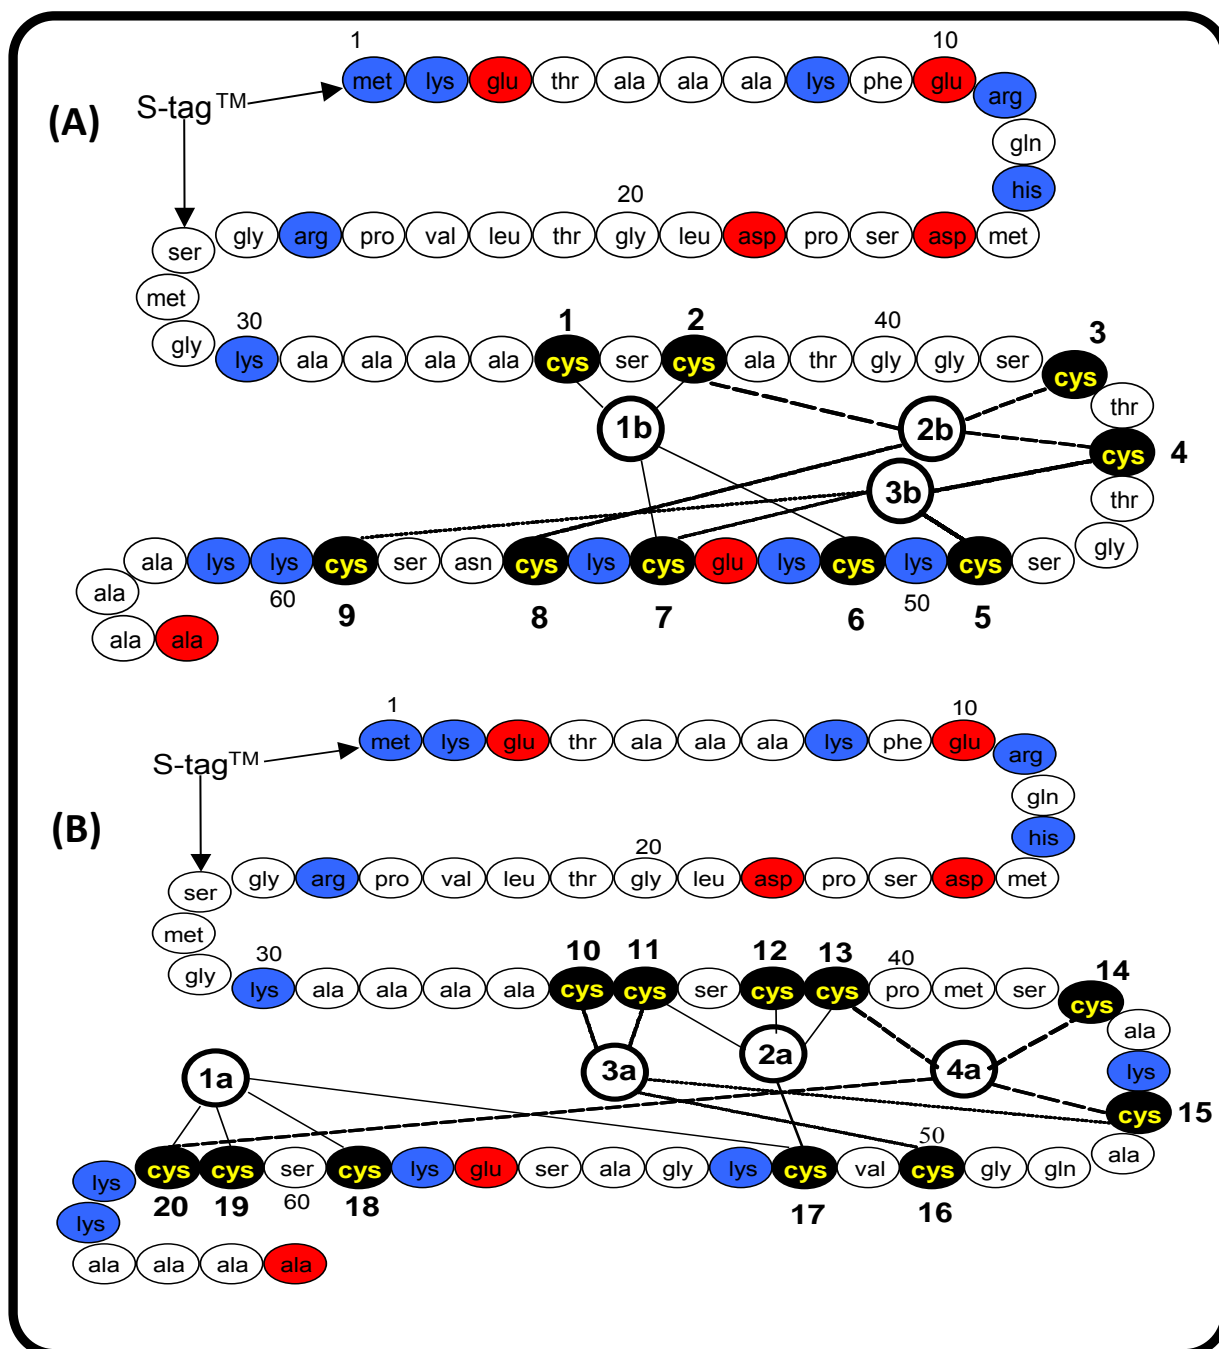 1 10
met lys glu thr ala ala ala lys phe glu arg
S-tag™
(A)
gln
his
20
ser gly arg pro val leu thr gly leu asp pro ser asp met
met
gly
30 1 2 40 3
lys ala ala ala ala cys ser cys ala thr gly gly ser cys
thr
1b 2b
cys 4
3b
thr
gly
ala lys lys cys ser asn cys lys cys glu lys cys lys cys ser
ala
60 9 8 7 6 50 5
ala ala
1 10
met lys glu thr ala ala ala lys phe glu arg
S-tag™
gln
(B)
his
20
ser gly arg pro val leu thr gly leu asp pro ser asp met
met
gly
30 10 11 12 13 40 14
lys ala ala ala ala cys cys ser cys cys pro met ser cys
ala
1a 3a 2a 4a
lys
cys 15
50
lys cys cys ser cys lys glu ser ala gly lys cys val cys gly gln ala
20 19 60 18 17 16
lys
ala ala ala ala